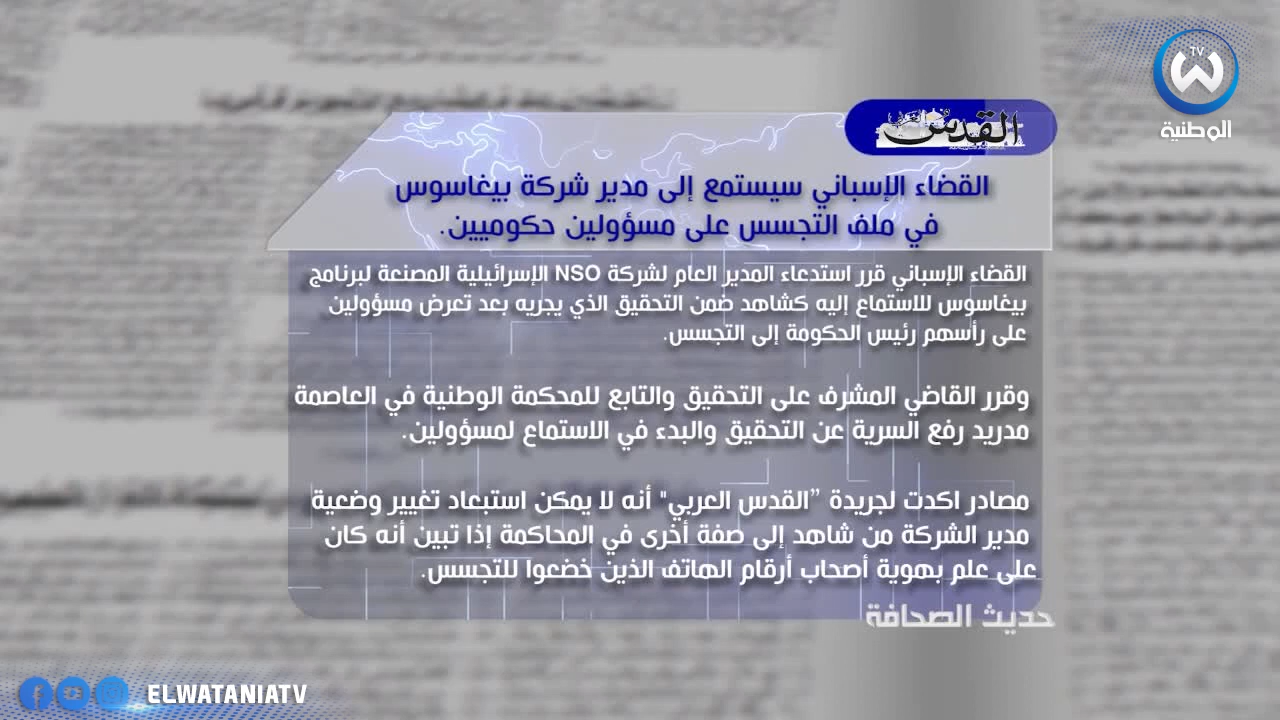 TV
الوطنية
القدس العربي
القضاء الإسباني سيستمع إلى مدير شركة بيغاسوس
في ملف التجسس على مسؤولين حكوميين.
القضاء الإسباني قرر استدعاء المدير العام لشركة NSO الإسرائيلية المصنعة لبرنامج
بيغاسوس للاستماع إليه كشاهد ضمن التحقيق الذي يجريه بعد تعرض مسؤولين
على رأسهم رئيس الحكومة إلى التجسس.
وقرر القاضي المشرف على التحقيق والتابع للمحكمة الوطنية في العاصمة
مدريد رفع السرية عن التحقيق والبدء في الاستماع لمسؤولين.
مصادر اكدت لجريدة ”القدس العربي" أنه لا يمكن استبعاد تغيير وضعية
مدير الشركة من شاهد إلى صفة أخرى في المحاكمة إذا تبين أنه كان
على علم بهوية أصحاب أرقام الهاتف الذين خضعوا للتجسس.
حديث الصحافة
ELWATANIATV